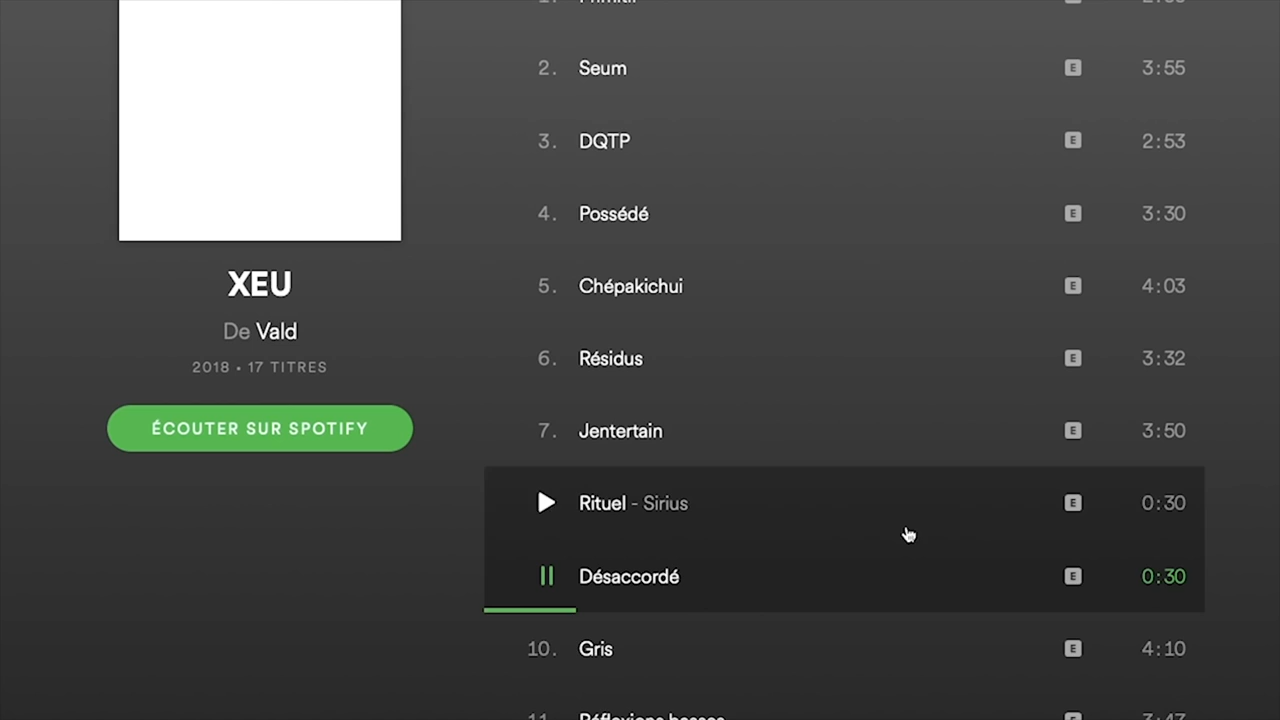 XEU
De Vald
2018 • 17 TITRES
ÉCOUTER SUR SPOTIFY
2. Seum E 3:55
3. DQTP E 2:53
4. Possédé E 3:30
5. Chépakichui E 4:03
6. Résidus E 3:32
7. Jentertain E 3:50
Rituel - Sirius E 0:30
Désaccordé E 0:30
10. Gris E 4:10